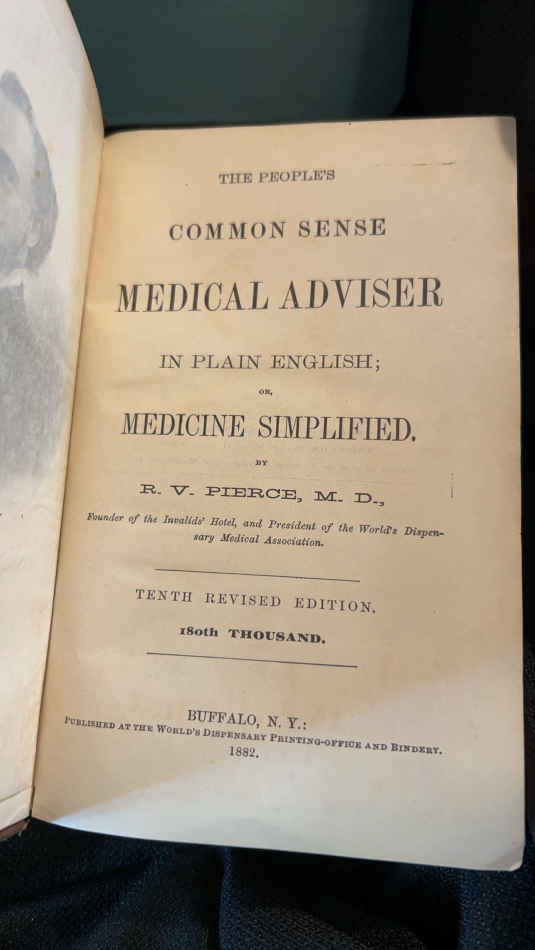 THE PEOPLE'S
COMMON SENSE
MEDICAL ADVISER
IN PLAIN ENGLISH;
OR,
MEDICINE SIMPLIFIED.
BY
R. V. PIERCE, M. D.,
Founder of the Invalids' Hotel, and President of the World's Dispen-
sary Medical Association.
TENTH REVISED EDITION.
180th THOUSAND.
BUFFALO, N. Y.:
PUBLISHED AT THE WORLD'S DISPENSARY PRINTING-OFFICE AND BINDERY.
1882.